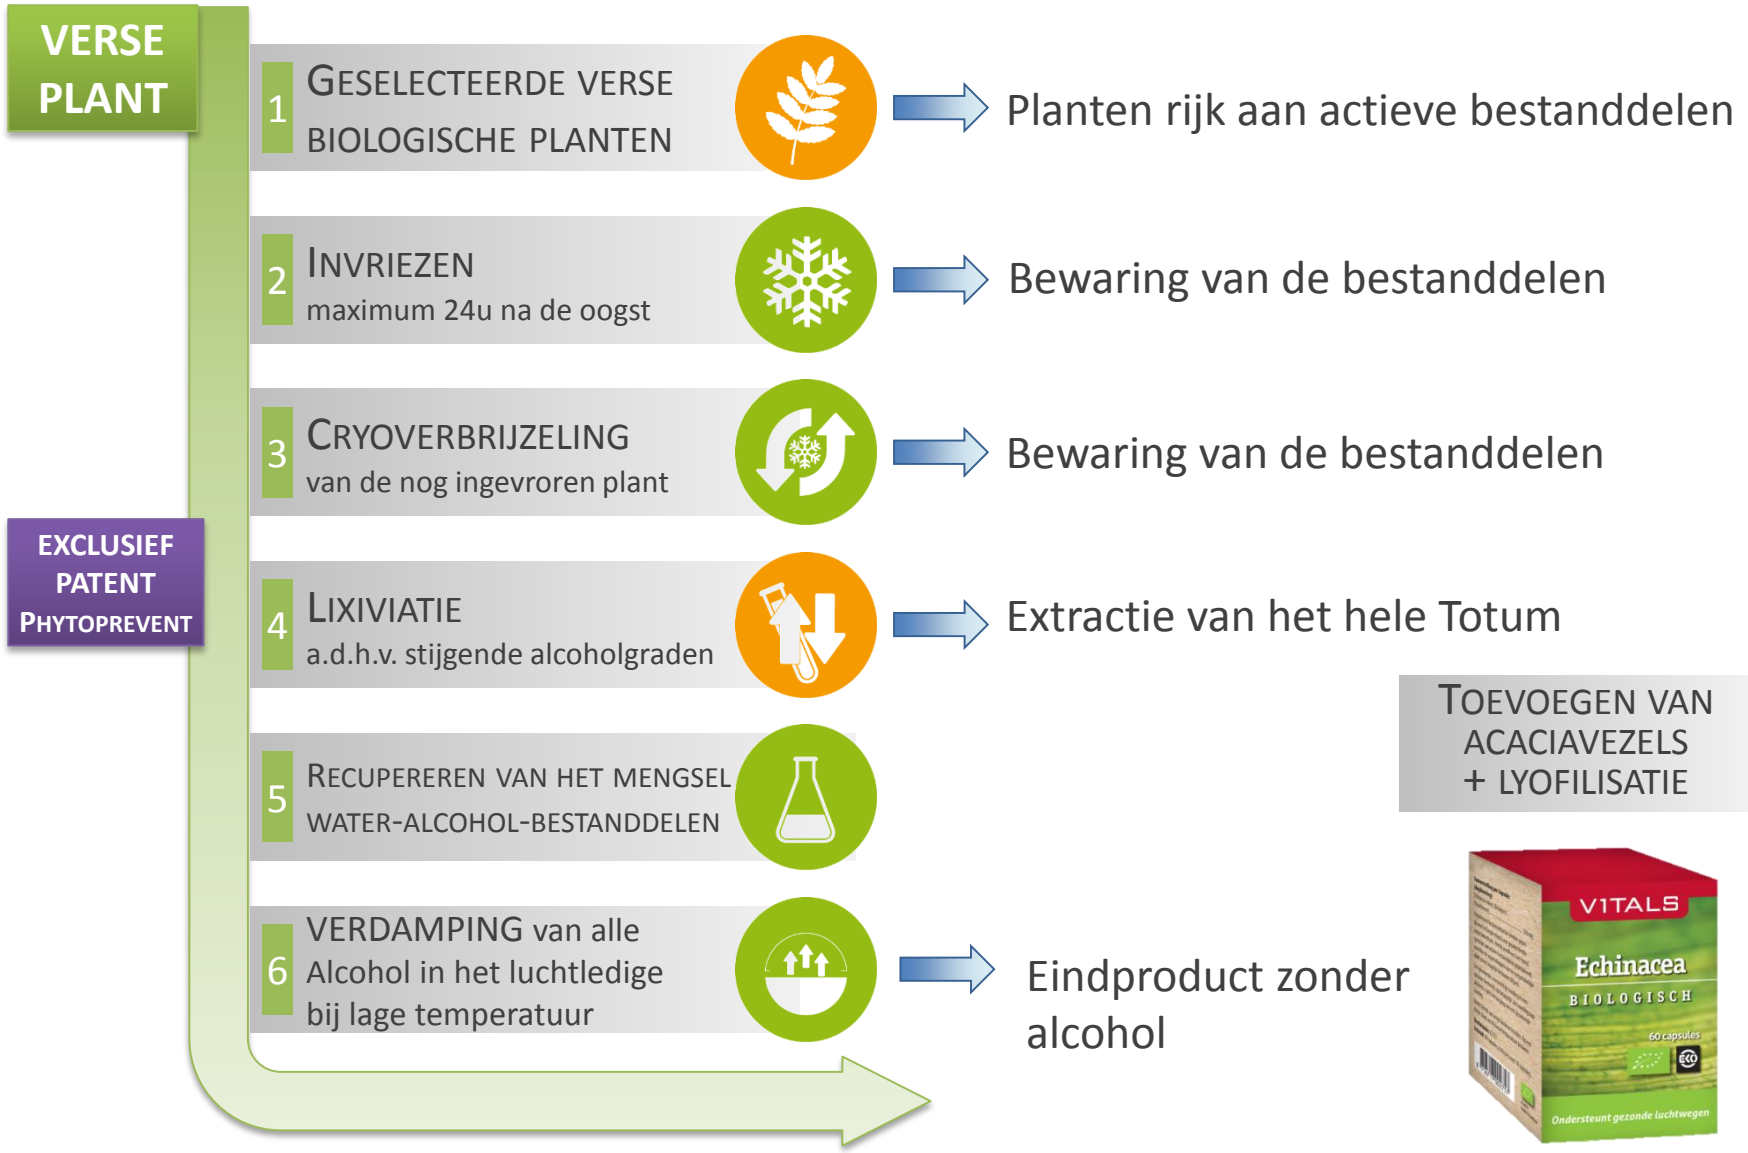 VERSE
PLANT
1
GESELECTEERDE VERSE
BIOLOGISCHE PLANTEN
Planten rijk aan actieve bestanddelen
2
INVRIEZEN
maximum 24u na de oogst
Bewaring van de bestanddelen
3
CRYOVERBRIJZELING
van de nog ingevroren plant
Bewaring van de bestanddelen
EXCLUSIEF
PATENT
PHYTOPREVENT
4
LIXIVIATIE
a.d.h.v. stijgende alcoholgraden
Extractie van het hele Totum
5
RECUPEREREN VAN HET MENGSEL
WATER-ALCOHOL-BESTANDDELEN
6
VERDAMPING van alle
Alcohol in het luchtledige
bij lage temperatuur
Eindproduct zonder
alcohol
TOEVOEGEN VAN
ACACIAVEZELS
+ LYOFILISATIE
VITALS
Echinacea
BIOLOGISCH
60 capsules
EKO
Ondersteunt gezonde luchtwegen